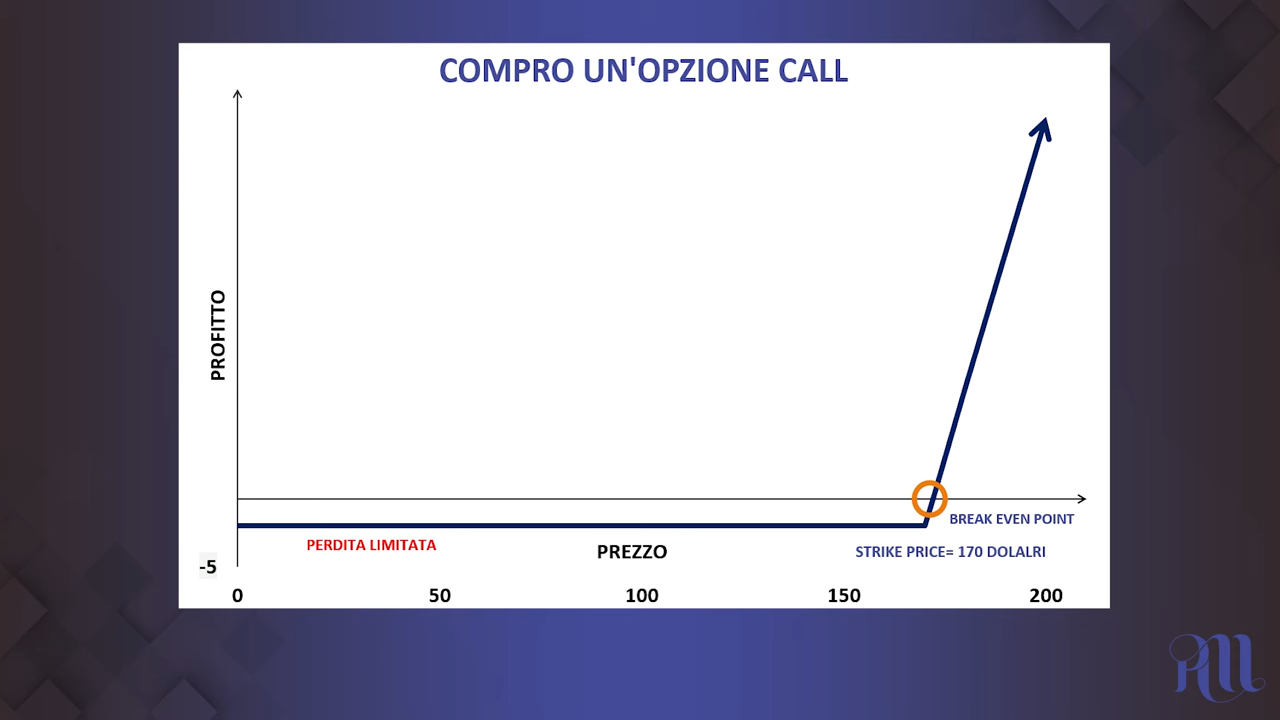 COMPRO UN'OPZIONE CALL
PROFITTO
BREAK EVEN POINT
PERDITA LIMITATA
PREZZO
STRIKE PRICE= 170 DOLALRI
-5
0 50 100 150 200